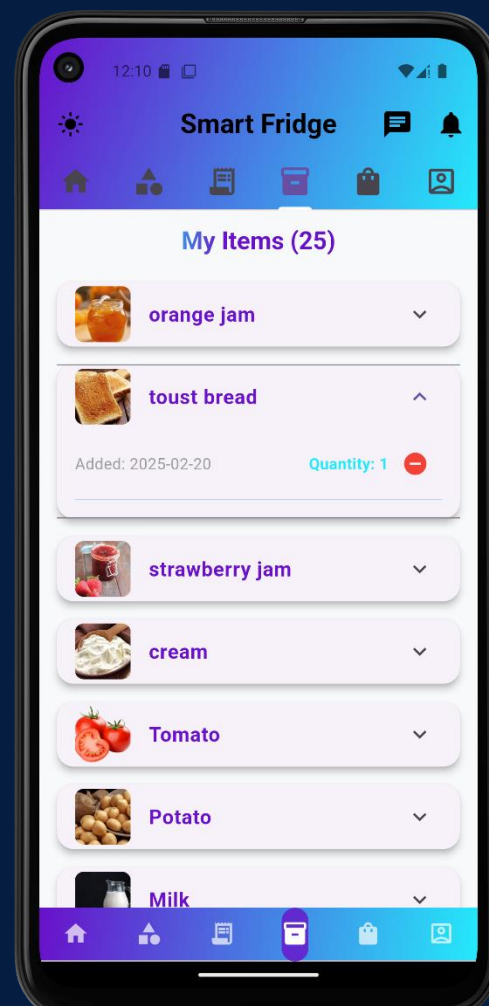 12:10
Smart Fridge
My Items (25)
orange jam
toust bread
Added: 2025-02-20 Quantity: 1
strawberry jam
cream
Tomato
Potato
Milk